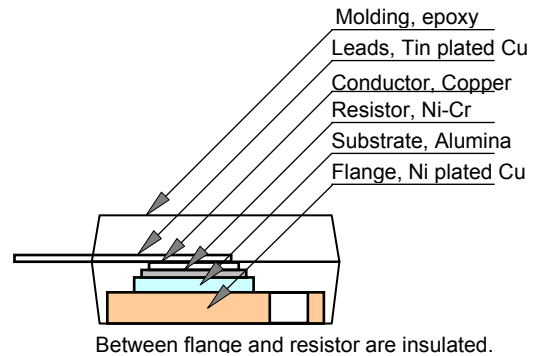 Molding, epoxy
Leads, Tin plated Cu
Conductor, Copper
Resistor, Ni-Cr
Substrate, Alumina
Flange, Ni plated Cu
Between flange and resistor are insulated.